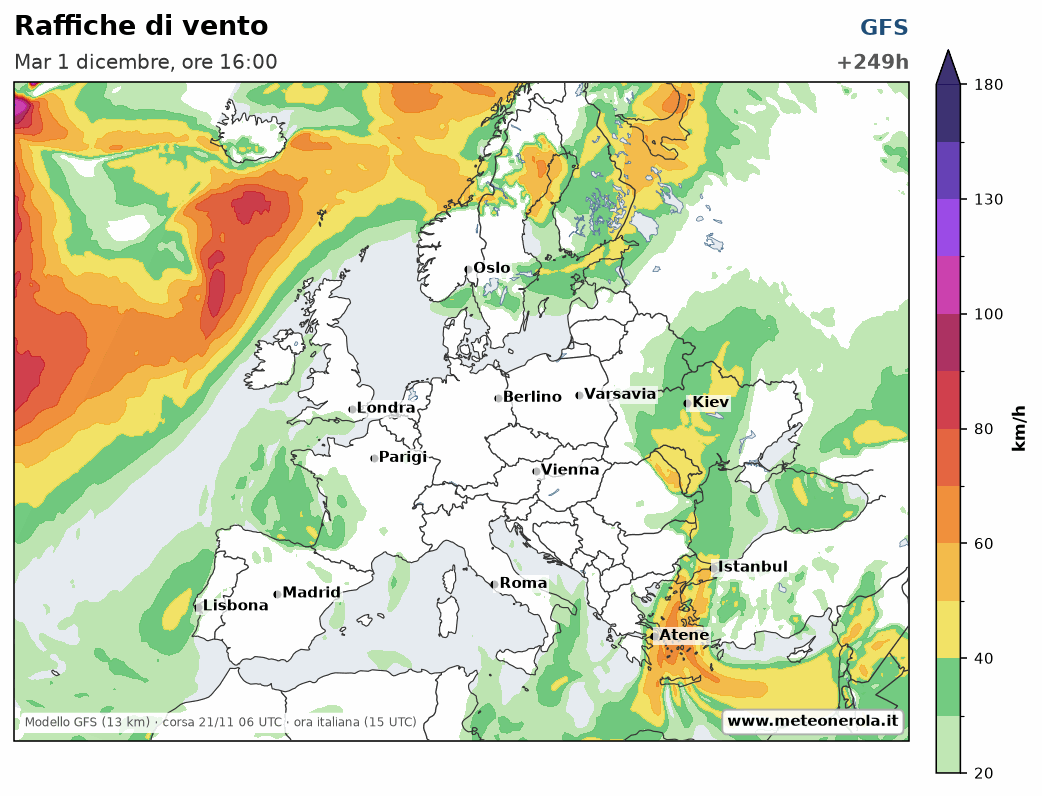 Raffiche di vento
GFS
Mar 1 dicembre, ore 16:00
+249h
180
130
100
80
60
40
20
km/h
Oslo
Berlino
Varsavia
Kiev
Londra
Parigi
Vienna
Istanbul
Roma
Madrid
Lisbona
Atene
Modello GFS (13 km) · corsa 21/11 06 UTC · ora italiana (15 UTC)
www.meteonerola.it